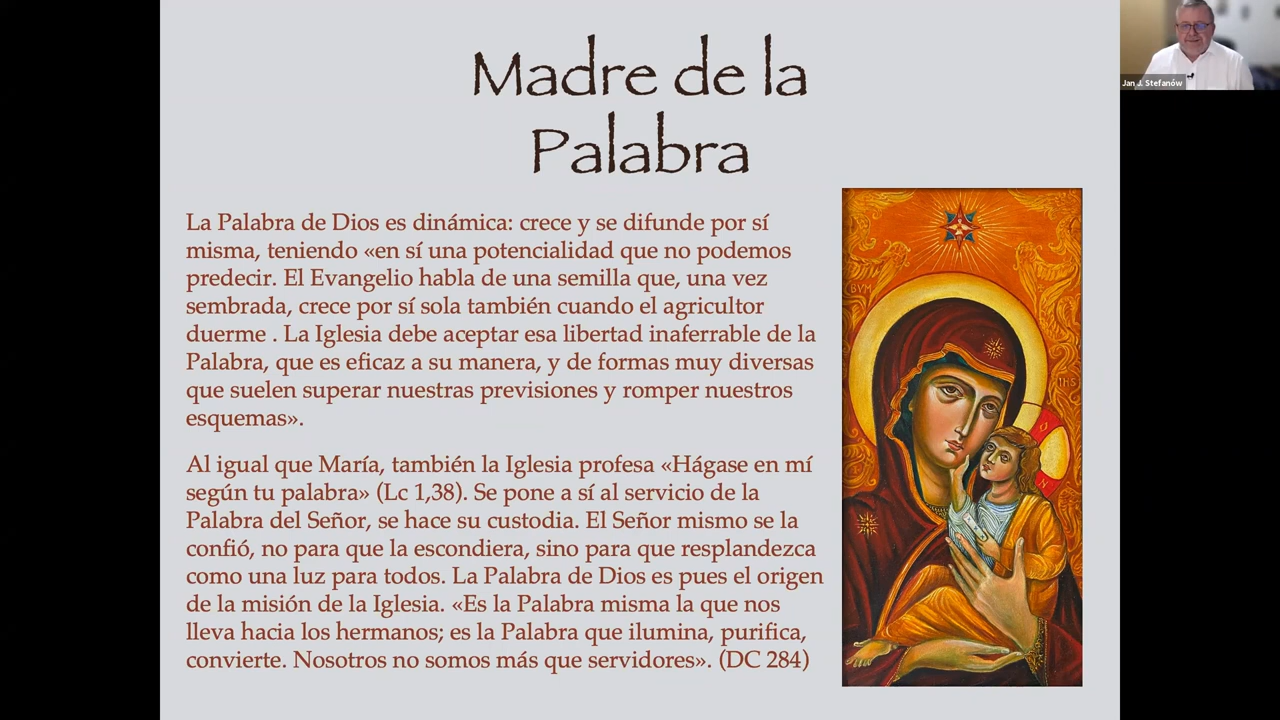 Madre de la
Palabra
La Palabra de Dios es dinámica: crece y se difunde por sí
misma, teniendo «en sí una potencialidad que no podemos
predecir. El Evangelio habla de una semilla que, una vez
sembrada, crece por sí sola también cuando el agricultor
duerme . La Iglesia debe aceptar esa libertad inaferrable de la
Palabra, que es eficaz a su manera, y de formas muy diversas
que suelen superar nuestras previsiones y romper nuestros
esquemas».
Al igual que María, también la Iglesia profesa «Hágase en mí
según tu palabra» (Lc 1,38). Se pone a sí al servicio de la
Palabra del Señor, se hace su custodia. El Señor mismo se la
confió, no para que la escondiera, sino para que resplandezca
como una luz para todos. La Palabra de Dios es pues el origen
de la misión de la Iglesia. «Es la Palabra misma la que nos
lleva hacia los hermanos; es la Palabra que ilumina, purifica,
convierte. Nosotros no somos más que servidores». (DC 284)
BVM
IHS
Jan J. Stefanów